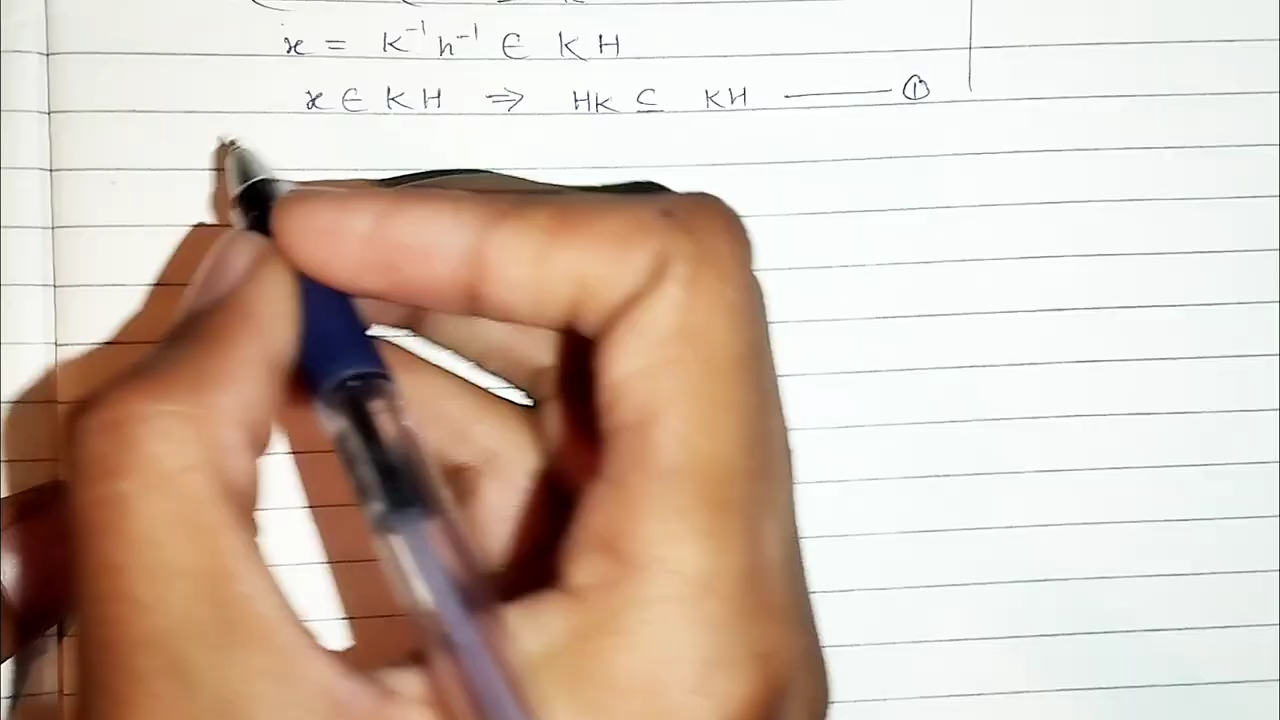 x = K⁻¹h⁻¹ ∈ KH
x ∈ KH ⇒ HK ⊆ KH ——— ①